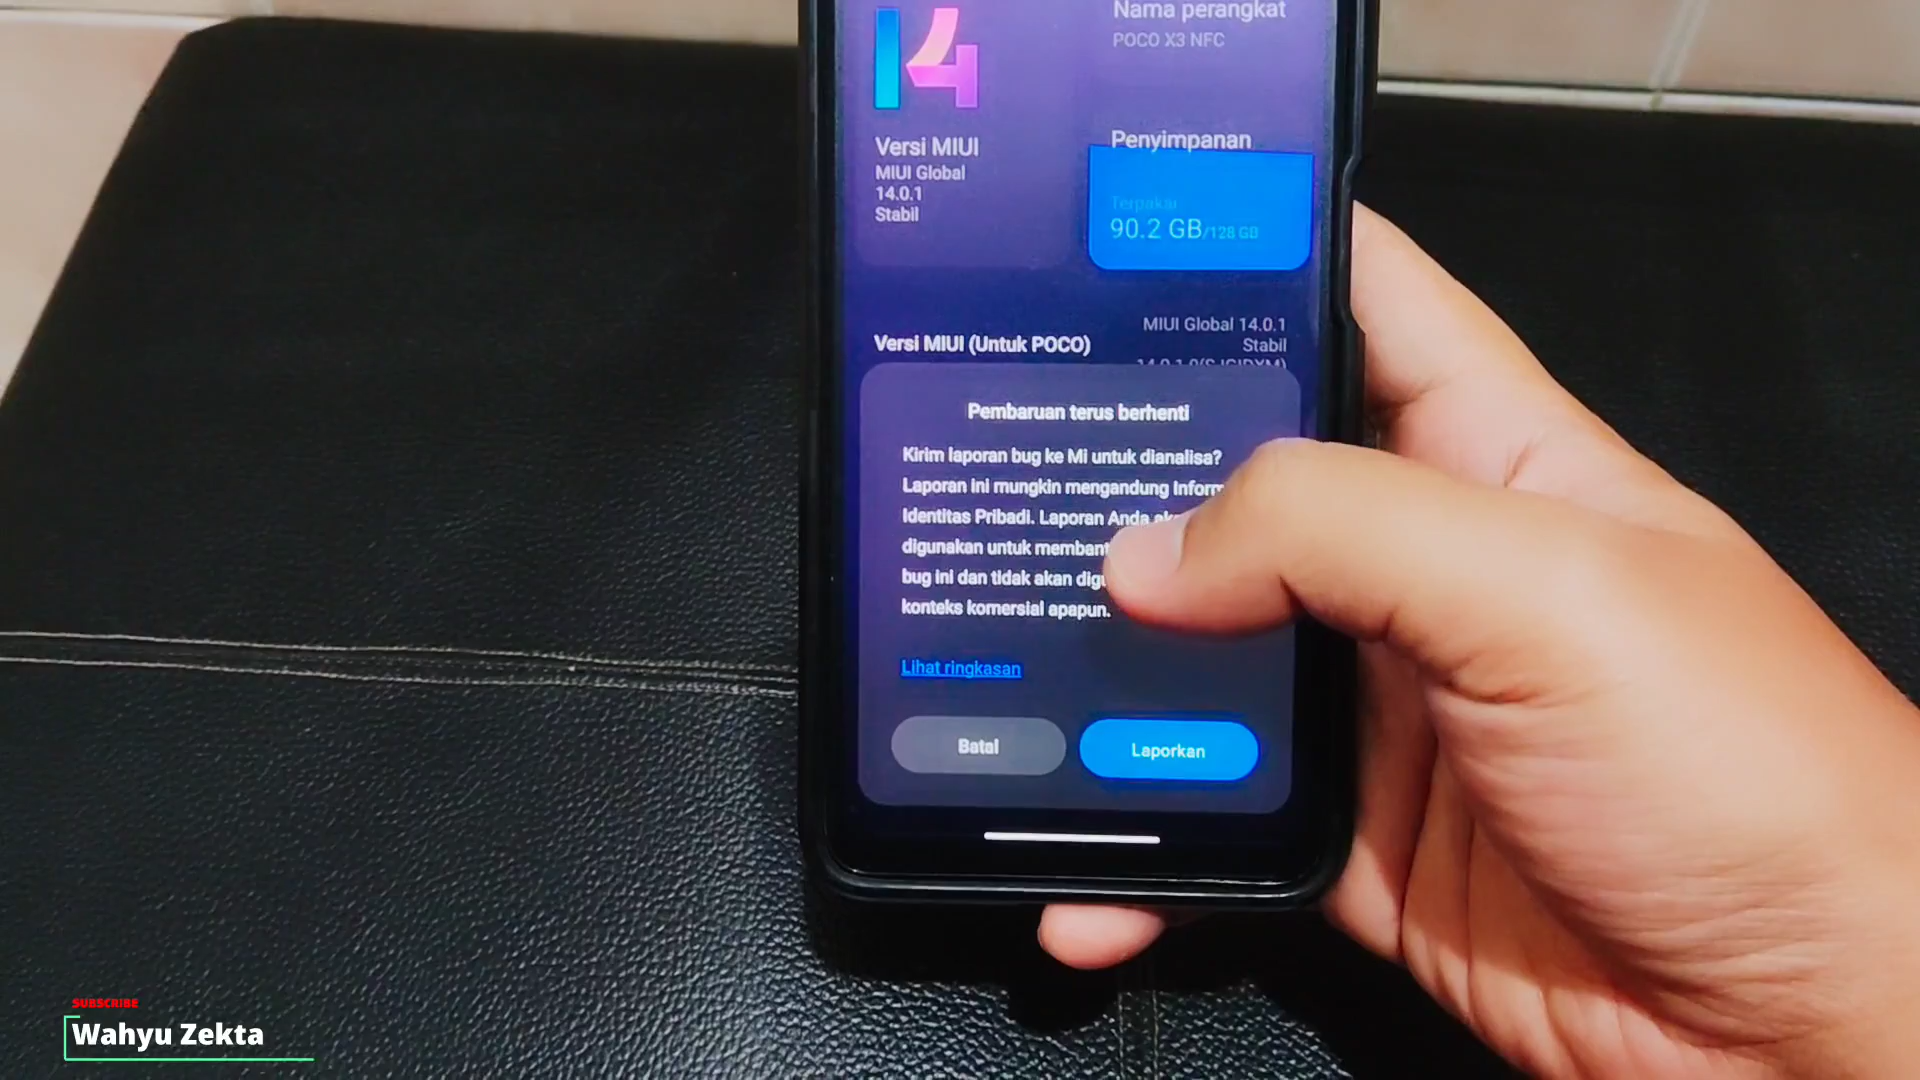 14
Nama perangkat
POCO X3 NFC
Versi MIUI
MIUI Global
14.0.1
Stabil
Penyimpanan
Terpakai
90.2 GB/128 GB
Versi MIUI (Untuk POCO)
MIUI Global 14.0.1
Stabil
Pembaruan terus berhenti
Kirim laporan bug ke Mi untuk dianalisa?
Laporan ini mungkin mengandung
Identitas Pribadi. Laporan Anda
digunakan untuk
bug ini dan tidak akan
konteks komersial apapun.
Lihat ringkasan
Batal
Laporkan
SUBSCRIBE
Wahyu Zekta